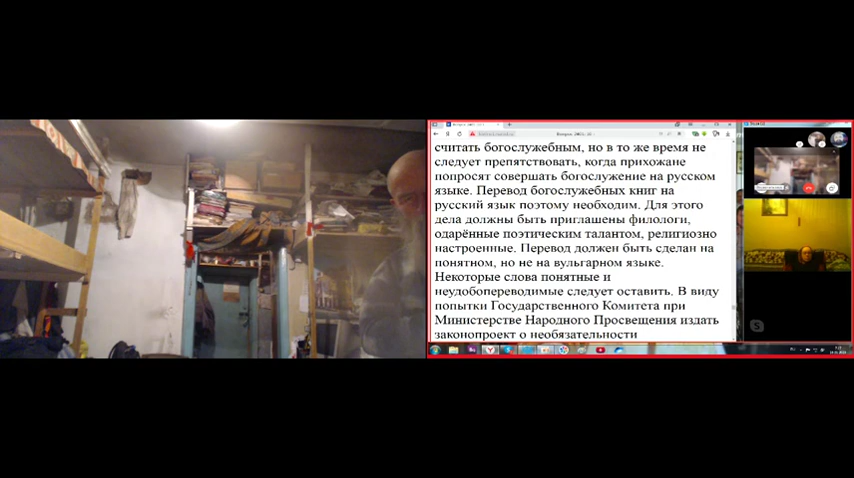 считать богослужебным, но в то же время не
следует препятствовать, когда прихожане
попросят совершать богослужение на русском
языке. Перевод богослужебных книг на
русский язык поэтому необходим. Для этого
дела должны быть приглашены филологи,
одарённые поэтическим талантом, религиозно
настроенные. Перевод должен быть сделан на
понятном, но не на вульгарном языке.
Некоторые слова понятные и
неудобопереводимые следует оставить. В виду
попытки Государственного Комитета при
Министерстве Народного Просвещения издать
законопроект о необязательности